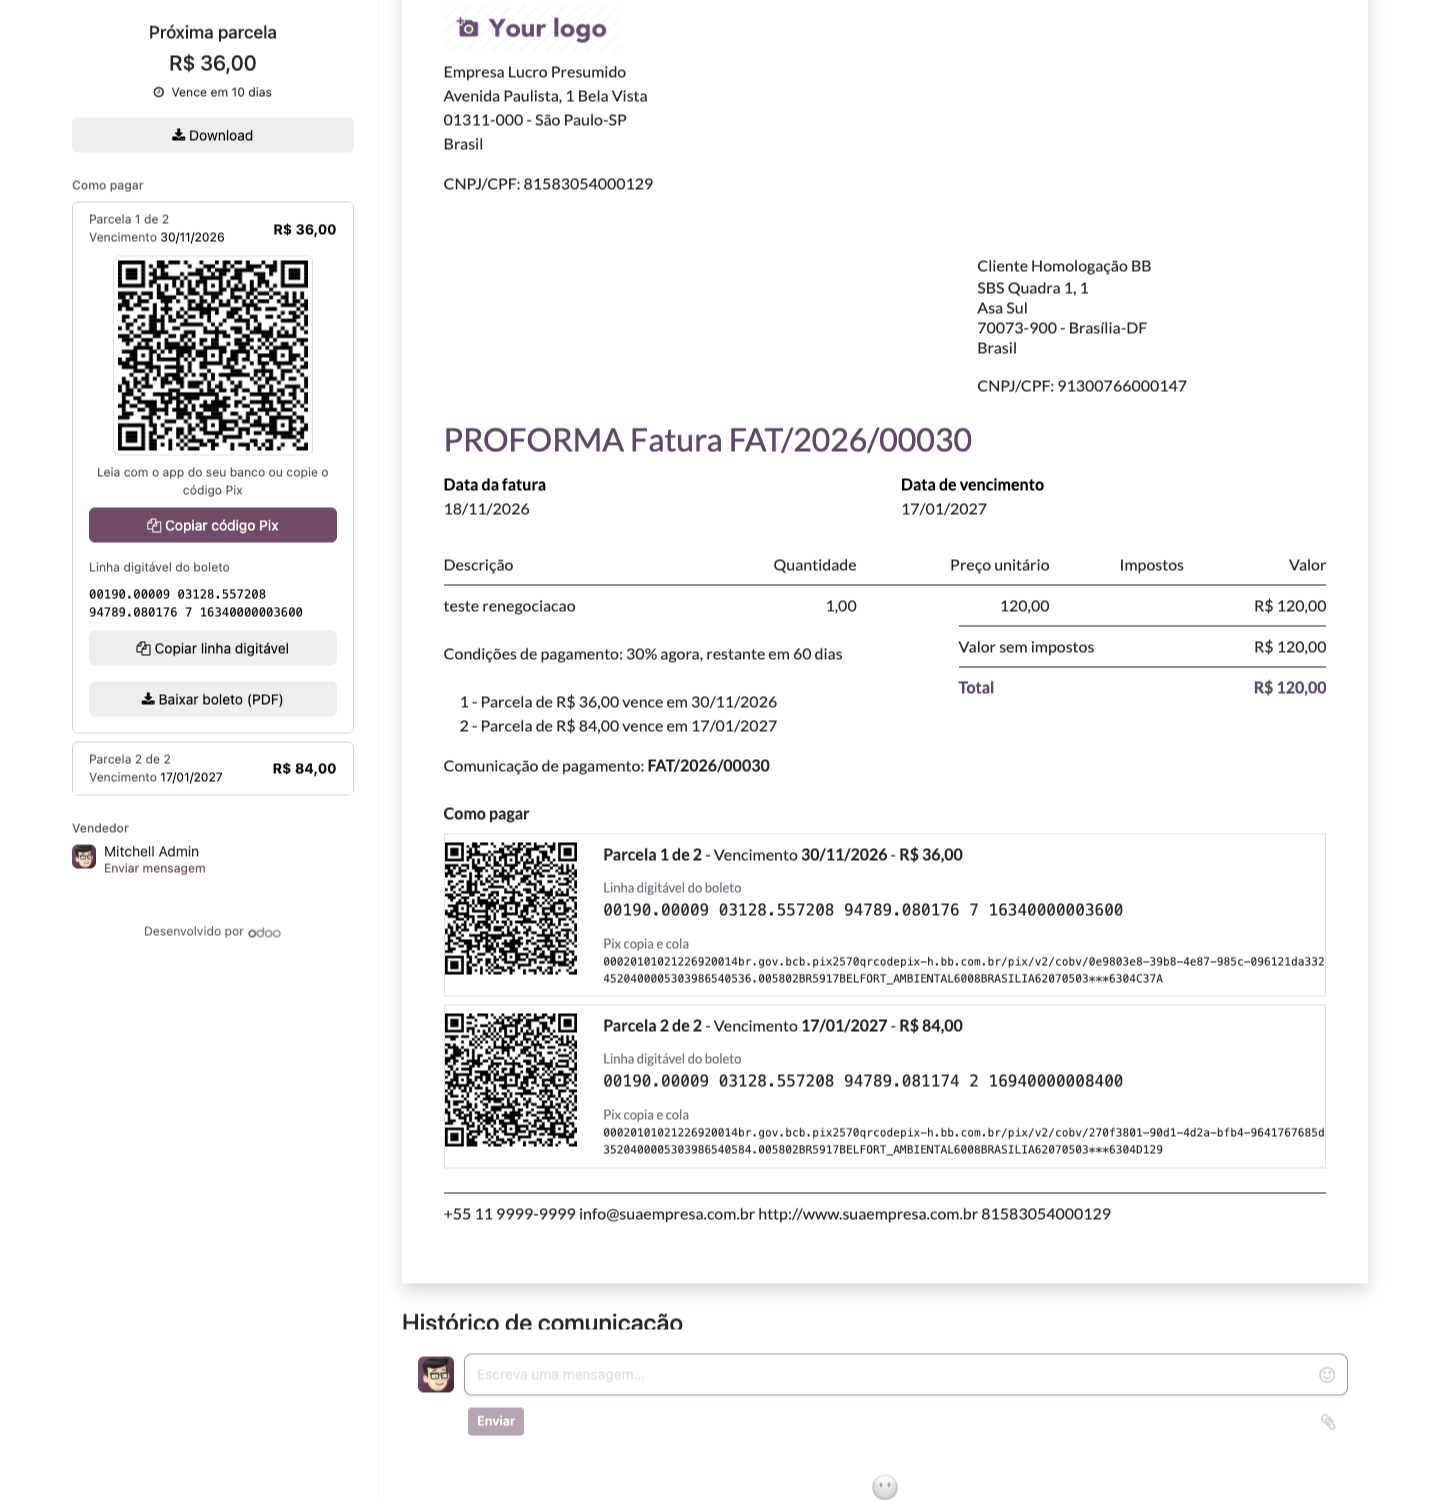 Próxima parcela
R$ 36,00
Vence em 10 dias
Download
Como pagar
Parcela 1 de 2
Vencimento 30/11/2026
R$ 36,00
Leia com o app do seu banco ou copie o
código Pix
Copiar código Pix
Linha digitável do boleto
00190.00009 03128.557208
94789.080176 7 16340000003600
Copiar linha digitável
Baixar boleto (PDF)
Parcela 2 de 2
Vencimento 17/01/2027
R$ 84,00
Vendedor
Mitchell Admin
Enviar mensagem
Desenvolvido por odoo
Your logo
Empresa Lucro Presumido
Avenida Paulista, 1 Bela Vista
01311-000 - São Paulo-SP
Brasil
CNPJ/CPF: 81583054000129
Cliente Homologação BB
SBS Quadra 1, 1
Asa Sul
70073-900 - Brasília-DF
Brasil
CNPJ/CPF: 91300766000147
PROFORMA Fatura FAT/2026/00030
Data da fatura Data de vencimento
18/11/2026 17/01/2027
Descrição Quantidade Preço unitário Impostos Valor
teste renegociacao 1,00 120,00 R$ 120,00
Valor sem impostos R$ 120,00
Condições de pagamento: 30% agora, restante em 60 dias
Total R$ 120,00
1 - Parcela de R$ 36,00 vence em 30/11/2026
2 - Parcela de R$ 84,00 vence em 17/01/2027
Comunicação de pagamento: FAT/2026/00030
Como pagar
Parcela 1 de 2 - Vencimento 30/11/2026 - R$ 36,00
Linha digitável do boleto
00190.00009 03128.557208 94789.080176 7 16340000003600
Pix copia e cola
00020101021226920014br.gov.bcb.pix2570qrcodepix-h.bb.com.br/pix/v2/cobv/0e9803e8-39b8-4e87-985c-096121da332
4520400005303986540536.005802BR5917BELFORT_AMBIENTAL6008BRASILIA62070503***6304C37A
Parcela 2 de 2 - Vencimento 17/01/2027 - R$ 84,00
Linha digitável do boleto
00190.00009 03128.557208 94789.081174 2 16940000008400
Pix copia e cola
00020101021226920014br.gov.bcb.pix2570qrcodepix-h.bb.com.br/pix/v2/cobv/270f3801-90d1-4d2a-bfb4-9641767685d
3520400005303986540584.005802BR5917BELFORT_AMBIENTAL6008BRASILIA62070503***6304D129
+55 11 9999-9999 info@suaempresa.com.br http://www.suaempresa.com.br 81583054000129
Histórico de comunicação
Escreva uma mensagem...
Enviar